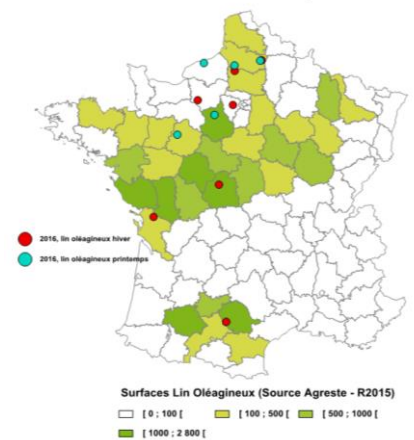 2016, lin oléagineux hiver
2016, lin oléagineux printemps
Surfaces Lin Oléagineux (Source Agreste - R2015)
[ 0 ; 100 [ [ 100 ; 500 [ [ 500 ; 1000 [
[ 1000 ; 2 800 [